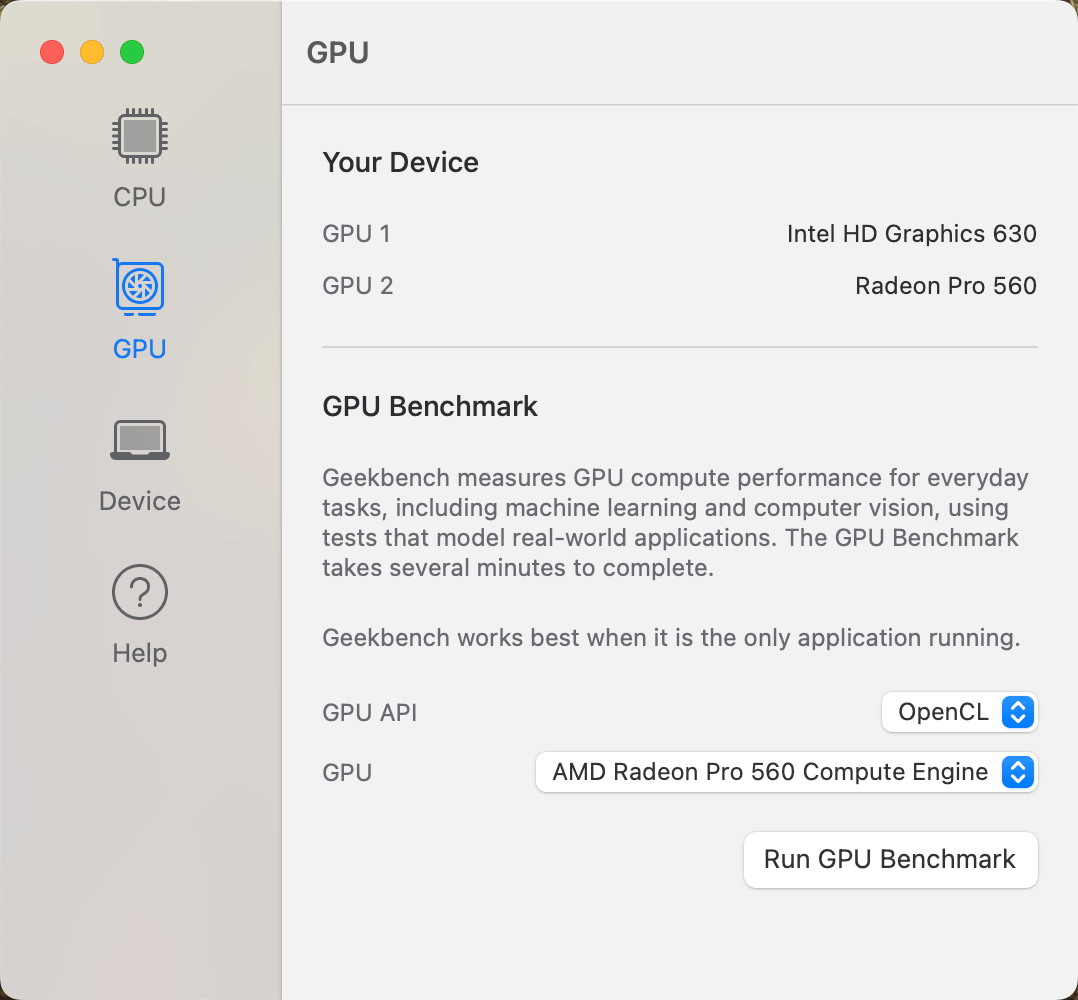 GPU
CPU
GPU
Device
Help
Your Device
GPU 1 Intel HD Graphics 630
GPU 2 Radeon Pro 560
GPU Benchmark
Geekbench measures GPU compute performance for everyday
tasks, including machine learning and computer vision, using
tests that model real-world applications. The GPU Benchmark
takes several minutes to complete.
Geekbench works best when it is the only application running.
GPU API OpenCL
GPU AMD Radeon Pro 560 Compute Engine
Run GPU Benchmark